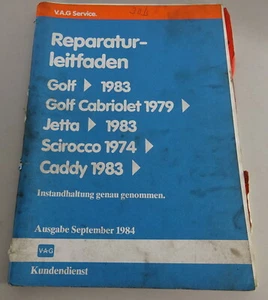 V.A.G Service.
Reparatur-
leitfaden
Golf ▶ 1983
Golf Cabriolet 1979 ▶
Jetta ▶ 1983
Scirocco 1974 ▶
Caddy 1983 ▶
Instandhaltung genau genommen.
Ausgabe September 1984
V·A·G
Kundendienst